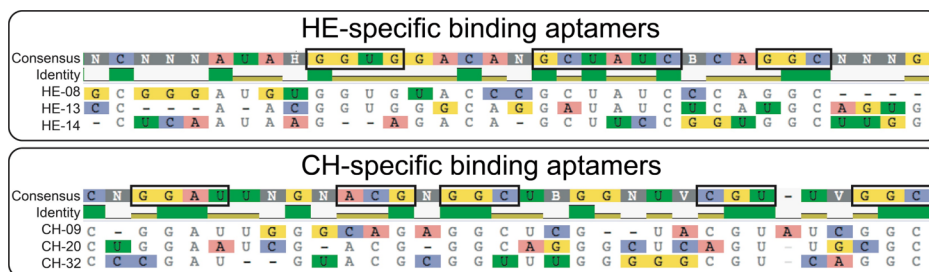 HE-specific binding aptamers
Consensus N C N N N A U A H G G U G G A C A N G C U A U C B C A G G C N N N G
Identity
HE-08 G C G G G A U G U G G U G U A C C C G C U A U C C C A G G C - - - -
HE-13 C C - - - A - A C G G U G G G C A G G A U A U C U C A U G C A G U G
HE-14 - C U C A A U A A G - - A G A C A - G C U U C C G G U G G C U U G G
CH-specific binding aptamers
Consensus C N G G A U U N G N A C G N G G C U B G G N U V C G U - U V G G C
Identity
CH-09 C - G G A U U G G G C A G A G G C U C G - - U A C G U A U C G G C
CH-20 C U G G A A U C G - A C G - G G C A G G G C U C A G U - U G C G C
CH-32 C C C G A U - - G U A C G C G G U U U G G G G G C G U - C A G G C